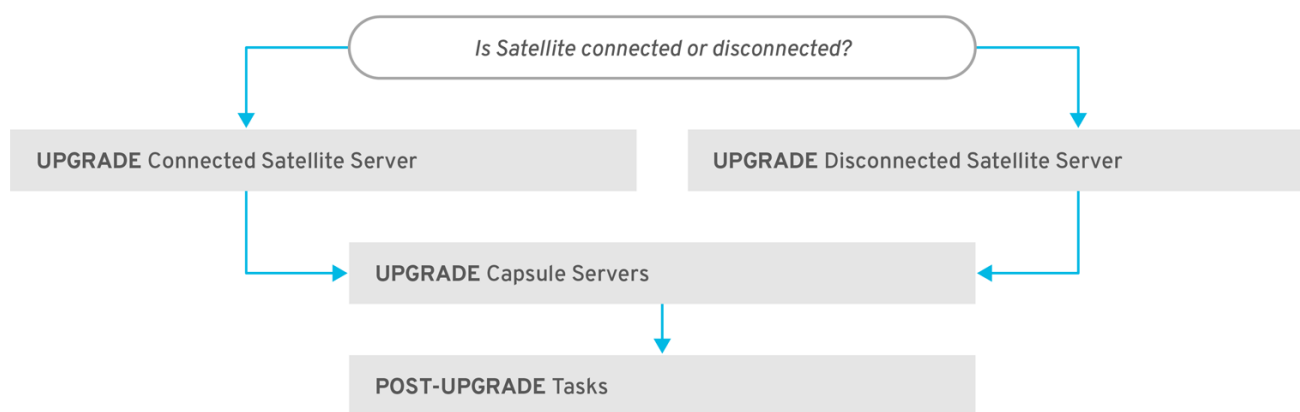 Is Satellite connected or disconnected?
UPGRADE Connected Satellite Server
UPGRADE Disconnected Satellite Server
UPGRADE Capsule Servers
POST-UPGRADE Tasks